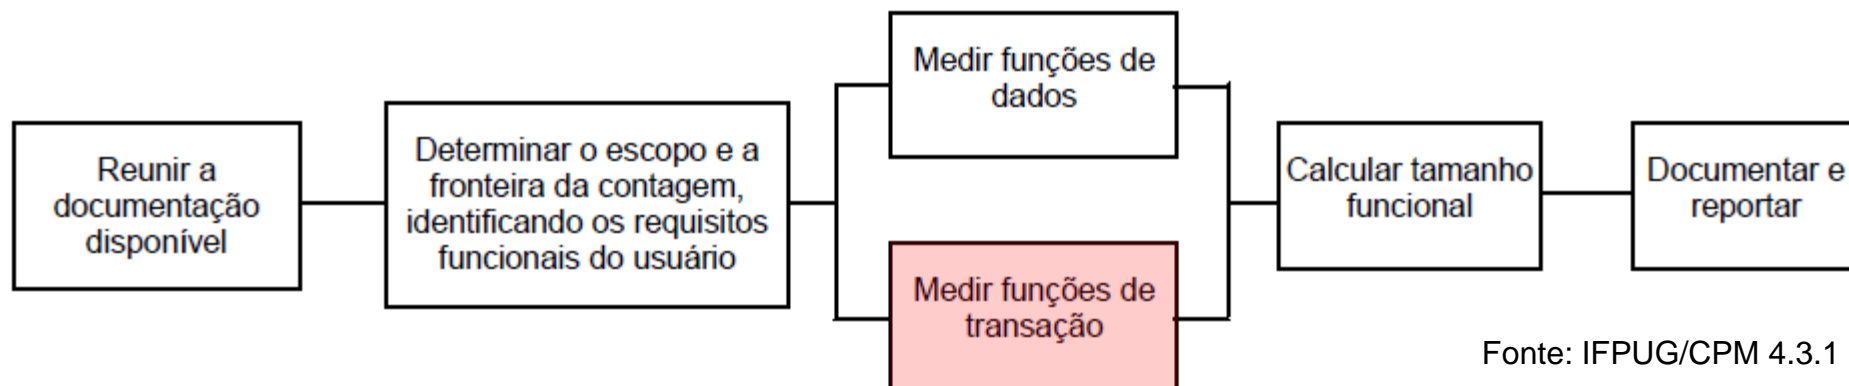 Reunir a
documentação
disponível
Determinar o escopo e a
fronteira da contagem,
identificando os requisitos
funcionais do usuário
Medir funções de
dados
Medir funções de
transação
Calcular tamanho
funcional
Documentar e
reportar
Fonte: IFPUG/CPM 4.3.1